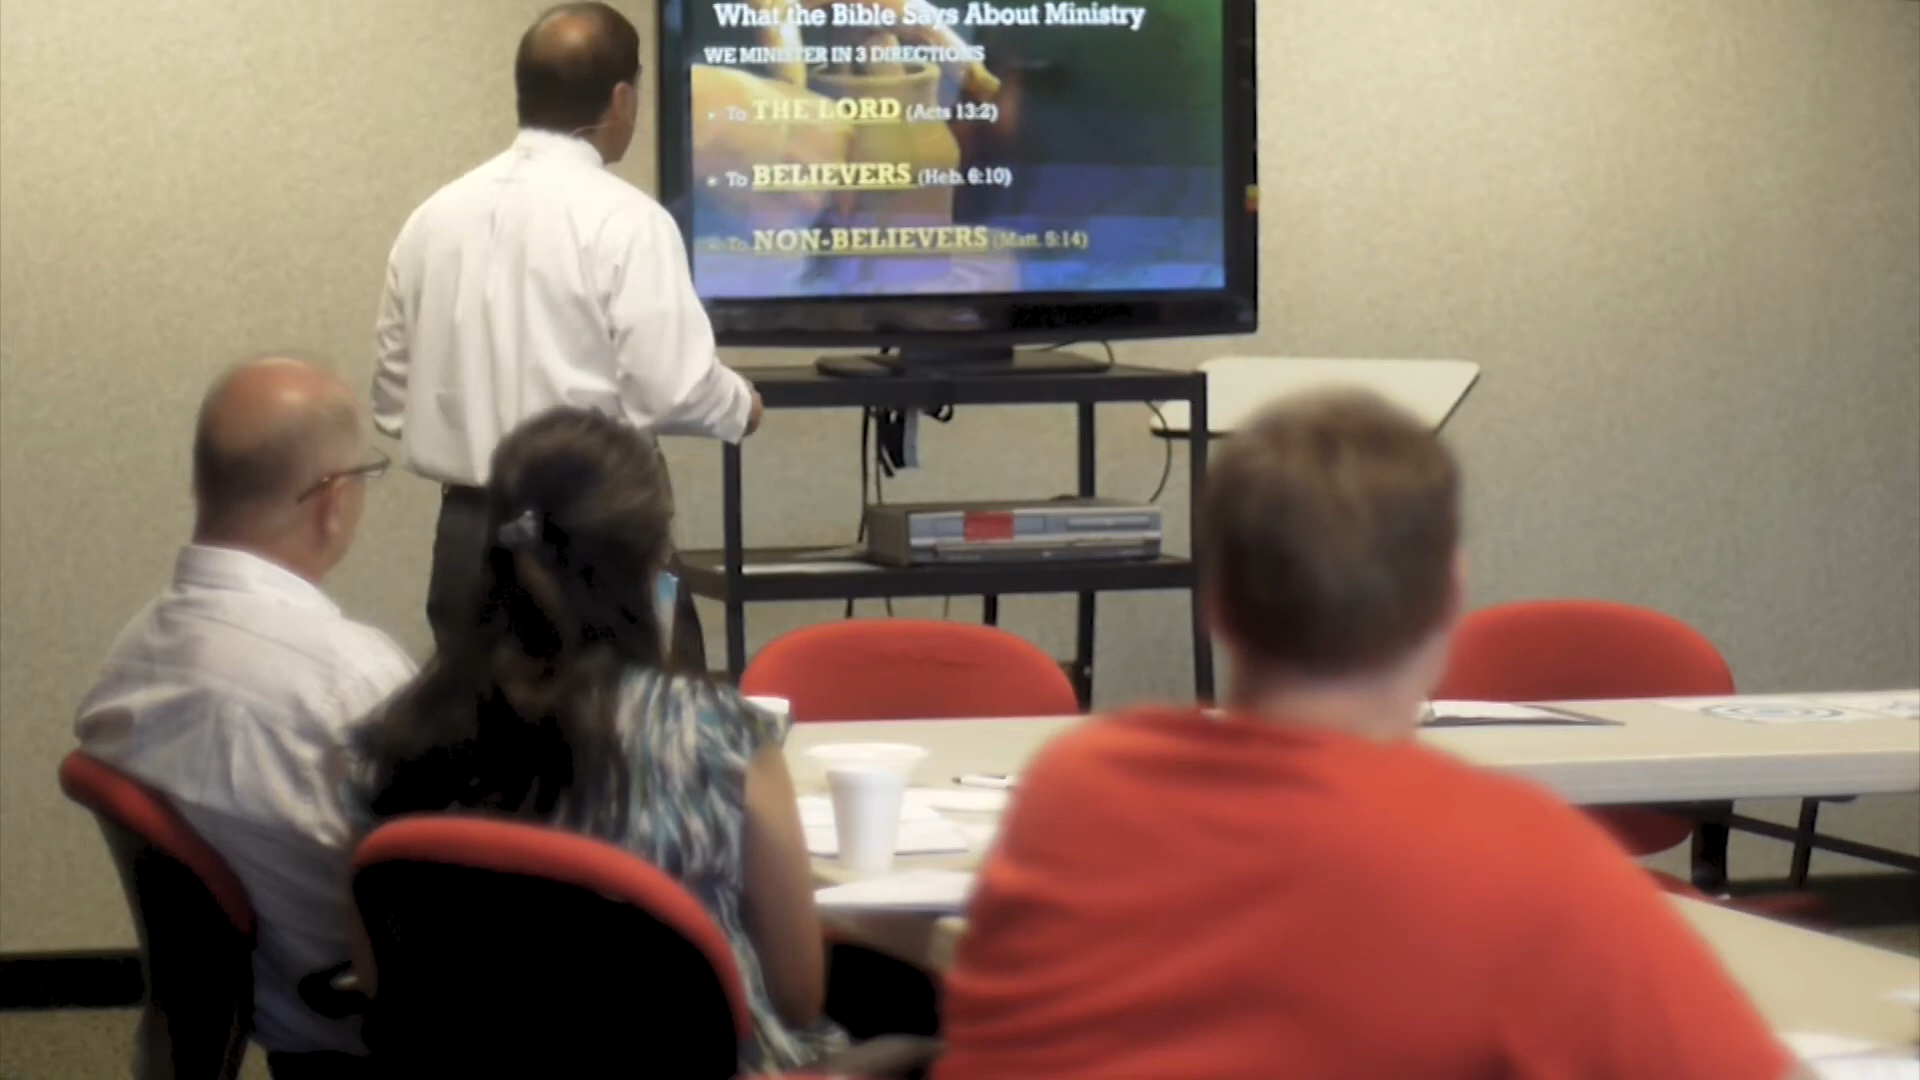 What the Bible Says About Ministry
WE MINISTER IN 3 DIRECTIONS
• To THE LORD (Acts 13:2)
• To BELIEVERS (Heb. 6:10)
• To NON-BELIEVERS (Matt. 5:14)